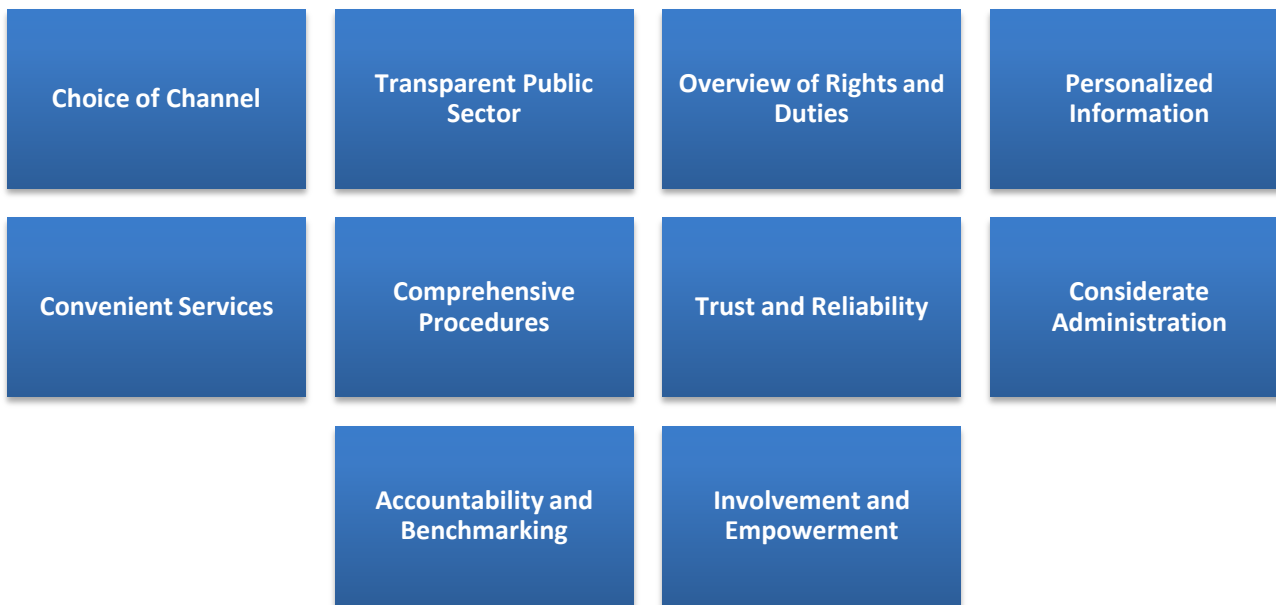 Choice of Channel
Transparent Public
Sector
Overview of Rights and
Duties
Personalized
Information
Convenient Services
Comprehensive
Procedures
Trust and Reliability
Considerate
Administration
Accountability and
Benchmarking
Involvement and
Empowerment